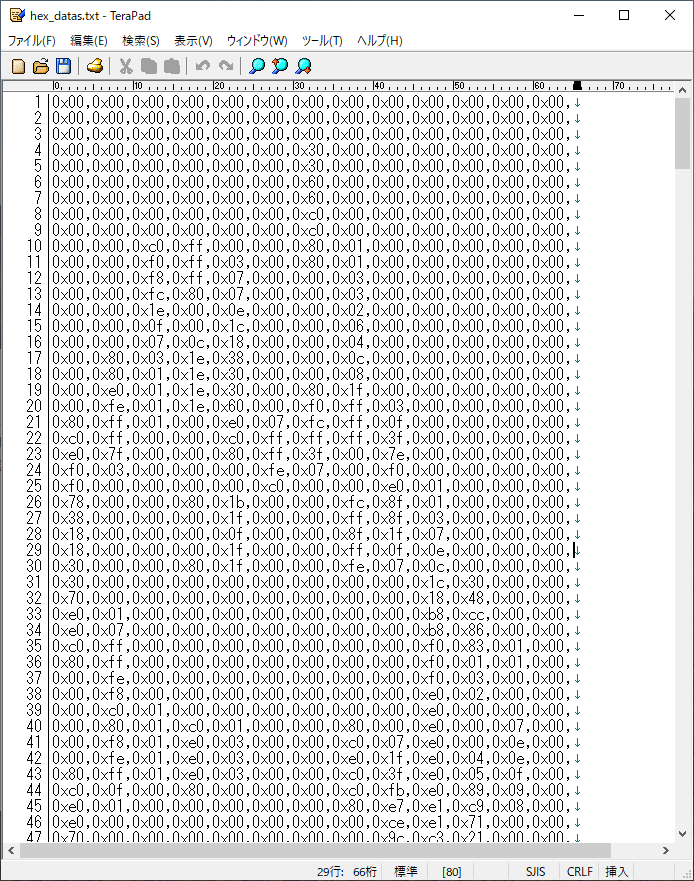 hex_datas.txt - TeraPad
ファイル(F) 編集(E) 検索(S) 表示(V) ウィンドウ(W) ツール(T) ヘルプ(H)
0 10 20 30 40 50 60 70
1 0x00,0x00,0x00,0x00,0x00,0x00,0x00,0x00,0x00,0x00,0x00,0x00,0x00,↓
2 0x00,0x00,0x00,0x00,0x00,0x00,0x00,0x00,0x00,0x00,0x00,0x00,0x00,↓
3 0x00,0x00,0x00,0x00,0x00,0x00,0x00,0x00,0x00,0x00,0x00,0x00,0x00,↓
4 0x00,0x00,0x00,0x00,0x00,0x00,0x30,0x00,0x00,0x00,0x00,0x00,0x00,↓
5 0x00,0x00,0x00,0x00,0x00,0x00,0x30,0x00,0x00,0x00,0x00,0x00,0x00,↓
6 0x00,0x00,0x00,0x00,0x00,0x00,0x60,0x00,0x00,0x00,0x00,0x00,0x00,↓
7 0x00,0x00,0x00,0x00,0x00,0x00,0x60,0x00,0x00,0x00,0x00,0x00,0x00,↓
8 0x00,0x00,0x00,0x00,0x00,0x00,0xc0,0x00,0x00,0x00,0x00,0x00,0x00,↓
9 0x00,0x00,0x00,0x00,0x00,0x00,0xc0,0x00,0x00,0x00,0x00,0x00,0x00,↓
10 0x00,0x00,0xc0,0xff,0x00,0x00,0x80,0x01,0x00,0x00,0x00,0x00,0x00,↓
11 0x00,0x00,0xf0,0xff,0x03,0x00,0x80,0x01,0x00,0x00,0x00,0x00,0x00,↓
12 0x00,0x00,0xf8,0xff,0x07,0x00,0x00,0x03,0x00,0x00,0x00,0x00,0x00,↓
13 0x00,0x00,0xfc,0x80,0x07,0x00,0x00,0x03,0x00,0x00,0x00,0x00,0x00,↓
14 0x00,0x00,0x1e,0x00,0x0e,0x00,0x00,0x02,0x00,0x00,0x00,0x00,0x00,↓
15 0x00,0x00,0x0f,0x00,0x1c,0x00,0x00,0x06,0x00,0x00,0x00,0x00,0x00,↓
16 0x00,0x00,0x07,0x0c,0x18,0x00,0x00,0x04,0x00,0x00,0x00,0x00,0x00,↓
17 0x00,0x80,0x03,0x1e,0x38,0x00,0x00,0x0c,0x00,0x00,0x00,0x00,0x00,↓
18 0x00,0x80,0x01,0x1e,0x30,0x00,0x00,0x08,0x00,0x00,0x00,0x00,0x00,↓
19 0x00,0xe0,0x01,0x1e,0x30,0x00,0x80,0x1f,0x00,0x00,0x00,0x00,0x00,↓
20 0x00,0xfe,0x01,0x1e,0x60,0x00,0xf0,0xff,0x03,0x00,0x00,0x00,0x00,↓
21 0x80,0xff,0x01,0x00,0xe0,0x07,0xfc,0xff,0x0f,0x00,0x00,0x00,0x00,↓
22 0xc0,0xff,0x00,0x00,0xc0,0xff,0xff,0xff,0x3f,0x00,0x00,0x00,0x00,↓
23 0xe0,0x7f,0x00,0x00,0x80,0xff,0x3f,0x00,0x7e,0x00,0x00,0x00,0x00,↓
24 0xf0,0x03,0x00,0x00,0x00,0xfe,0x07,0x00,0xf0,0x00,0x00,0x00,0x00,↓
25 0xf0,0x00,0x00,0x00,0x00,0xc0,0x00,0x00,0xe0,0x01,0x00,0x00,0x00,↓
26 0x78,0x00,0x00,0x80,0x1b,0x00,0x00,0xfc,0x8f,0x01,0x00,0x00,0x00,↓
27 0x38,0x00,0x00,0x00,0x1f,0x00,0x00,0xff,0x8f,0x03,0x00,0x00,0x00,↓
28 0x18,0x00,0x00,0x00,0x0f,0x00,0x00,0x8f,0x1f,0x07,0x00,0x00,0x00,↓
29 0x18,0x00,0x00,0x00,0x1f,0x00,0x00,0xff,0x0f,0x0e,0x00,0x00,0x00,↓
30 0x30,0x00,0x00,0x80,0x1f,0x00,0x00,0xfe,0x07,0x0c,0x00,0x00,0x00,↓
31 0x30,0x00,0x00,0x00,0x00,0x00,0x00,0x00,0x00,0x1c,0x30,0x00,0x00,↓
32 0x70,0x00,0x00,0x00,0x00,0x00,0x00,0x00,0x00,0x18,0x48,0x00,0x00,↓
33 0xe0,0x01,0x00,0x00,0x00,0x00,0x00,0x00,0x00,0xb8,0xcc,0x00,0x00,↓
34 0xe0,0x07,0x00,0x00,0x00,0x00,0x00,0x00,0x00,0xb8,0x86,0x00,0x00,↓
35 0xc0,0xff,0x00,0x00,0x00,0x00,0x00,0x00,0x00,0xf0,0x83,0x01,0x00,↓
36 0x80,0xff,0x00,0x00,0x00,0x00,0x00,0x00,0x00,0xf0,0x01,0x01,0x00,↓
37 0x00,0xfe,0x00,0x00,0x00,0x00,0x00,0x00,0x00,0xf0,0x03,0x00,0x00,↓
38 0x00,0xf8,0x00,0x00,0x00,0x00,0x00,0x00,0x00,0xe0,0x02,0x00,0x00,↓
39 0x00,0xc0,0x01,0x00,0x00,0x00,0x00,0x00,0x00,0xe0,0x00,0x00,0x00,↓
40 0x00,0x80,0x01,0xc0,0x01,0x00,0x00,0x80,0x00,0xe0,0x00,0x07,0x00,↓
41 0x00,0xf8,0x01,0xe0,0x03,0x00,0x00,0xc0,0x07,0xe0,0x00,0x0e,0x00,↓
42 0x00,0xfe,0x01,0xe0,0x03,0x00,0x00,0xe0,0x1f,0xe0,0x04,0x0e,0x00,↓
43 0x80,0xff,0x01,0xe0,0x03,0x00,0x00,0xc0,0x3f,0xe0,0x05,0x0f,0x00,↓
44 0xc0,0x0f,0x00,0x80,0x00,0x00,0x00,0xc0,0xfb,0xe0,0x89,0x09,0x00,↓
45 0xe0,0x01,0x00,0x00,0x00,0x00,0x00,0x80,0xe7,0xe1,0xc9,0x08,0x00,↓
46 0xe0,0x00,0x00,0x00,0x00,0x00,0x00,0x00,0xce,0xe1,0x71,0x00,0x00,↓
47 0x70,0x00,0x00,0x00,0x00,0x00,0x00,0x00,0x9c,0xc3,0x21,0x00,0x00,↓
29行: 66桁 標準 [80] SJIS CRLF 挿入